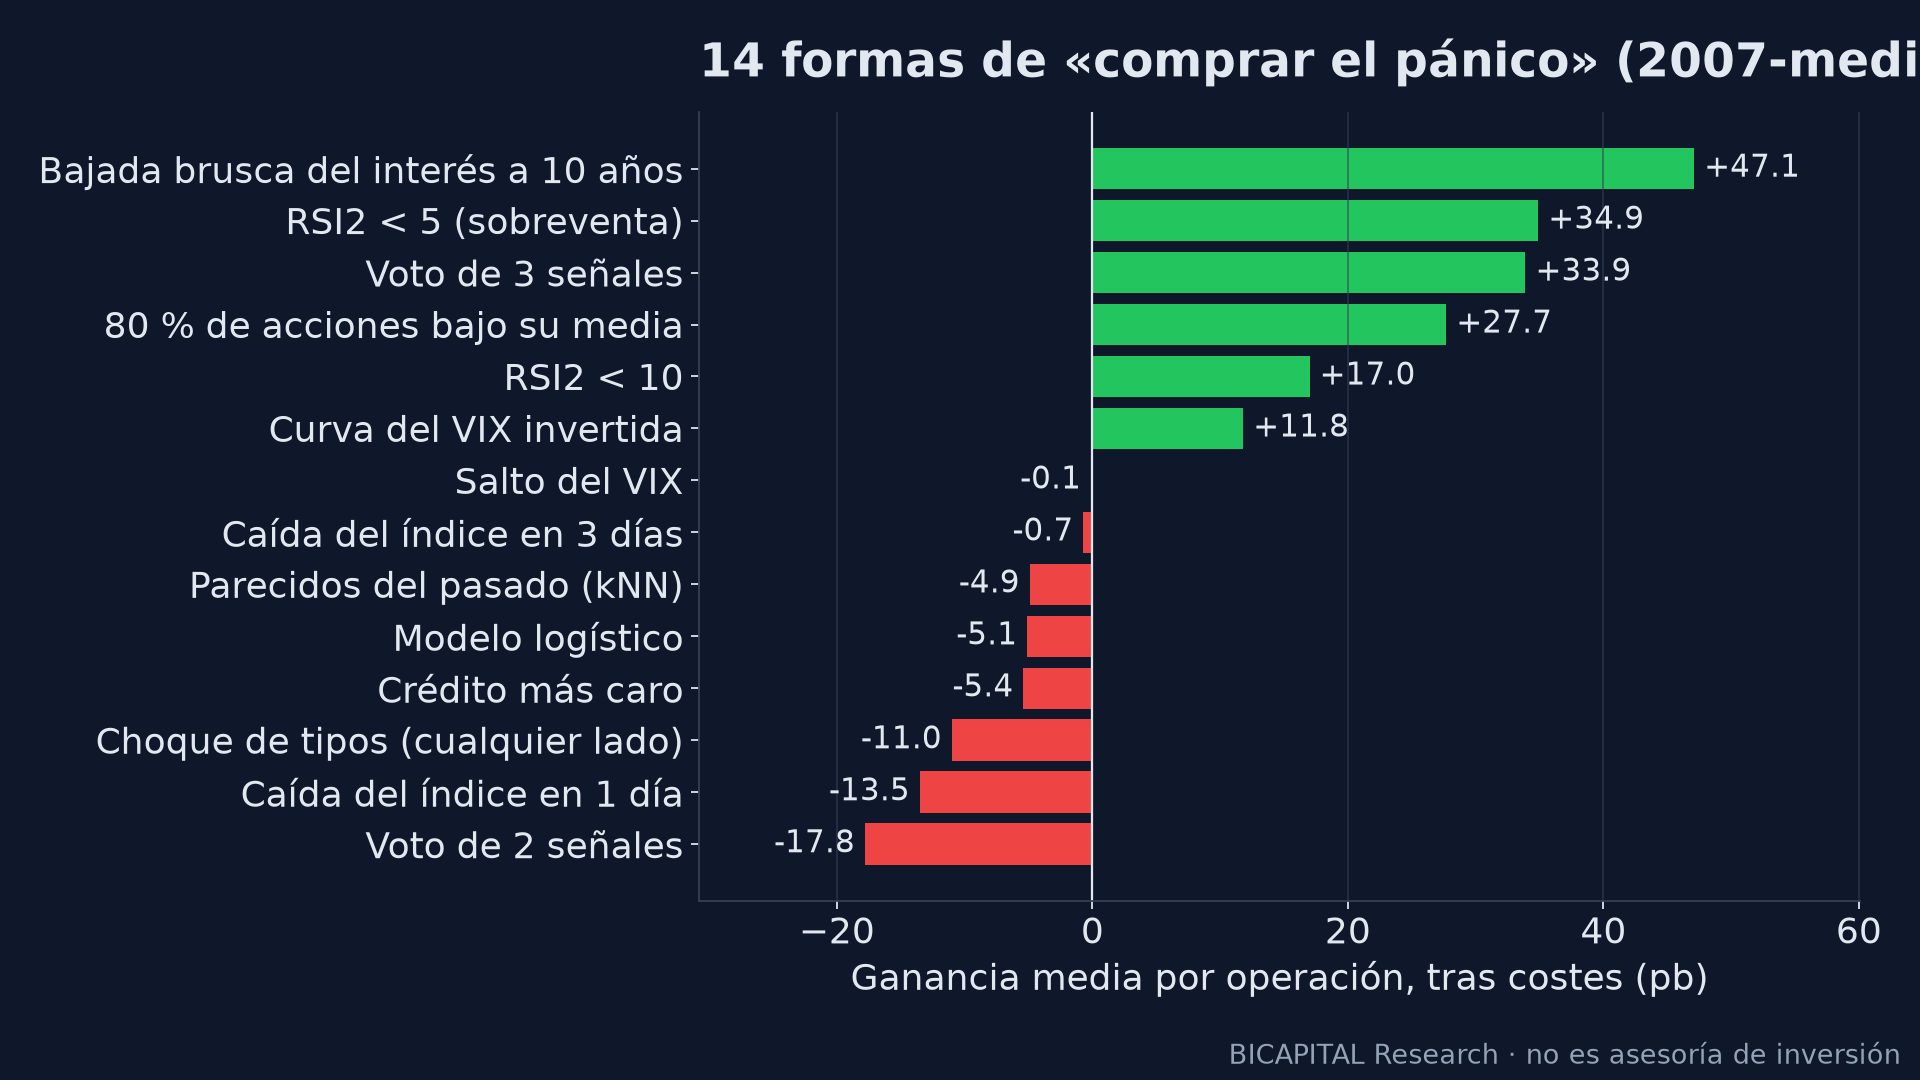 14 formas de «comprar el pánico» (2007-medi
Bajada brusca del interés a 10 años +47.1
RSI2 < 5 (sobreventa) +34.9
Voto de 3 señales +33.9
80 % de acciones bajo su media +27.7
RSI2 < 10 +17.0
Curva del VIX invertida +11.8
Salto del VIX -0.1
Caída del índice en 3 días -0.7
Parecidos del pasado (kNN) -4.9
Modelo logístico -5.1
Crédito más caro -5.4
Choque de tipos (cualquier lado) -11.0
Caída del índice en 1 día -13.5
Voto de 2 señales -17.8
−20 0 20 40 60
Ganancia media por operación, tras costes (pb)
BICAPITAL Research · no es asesoría de inversión